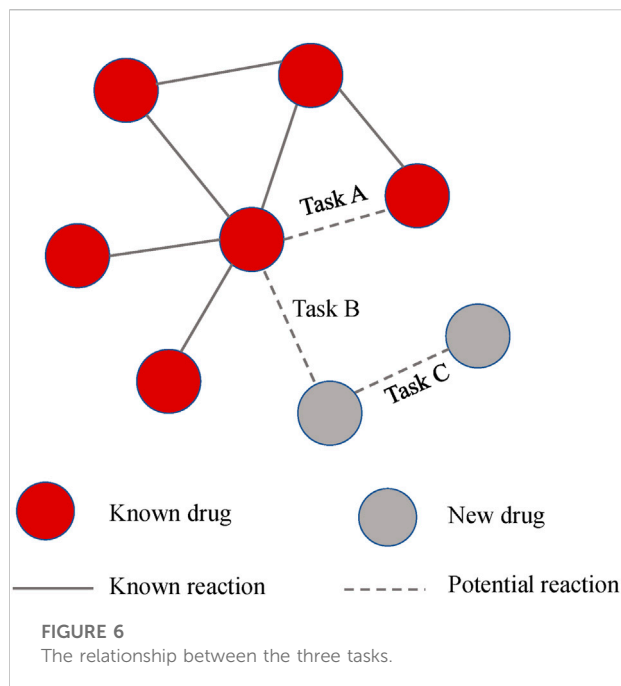 Task A
Task B
Task C
Known drug
New drug
Known reaction
Potential reaction
FIGURE 6
The relationship between the three tasks.